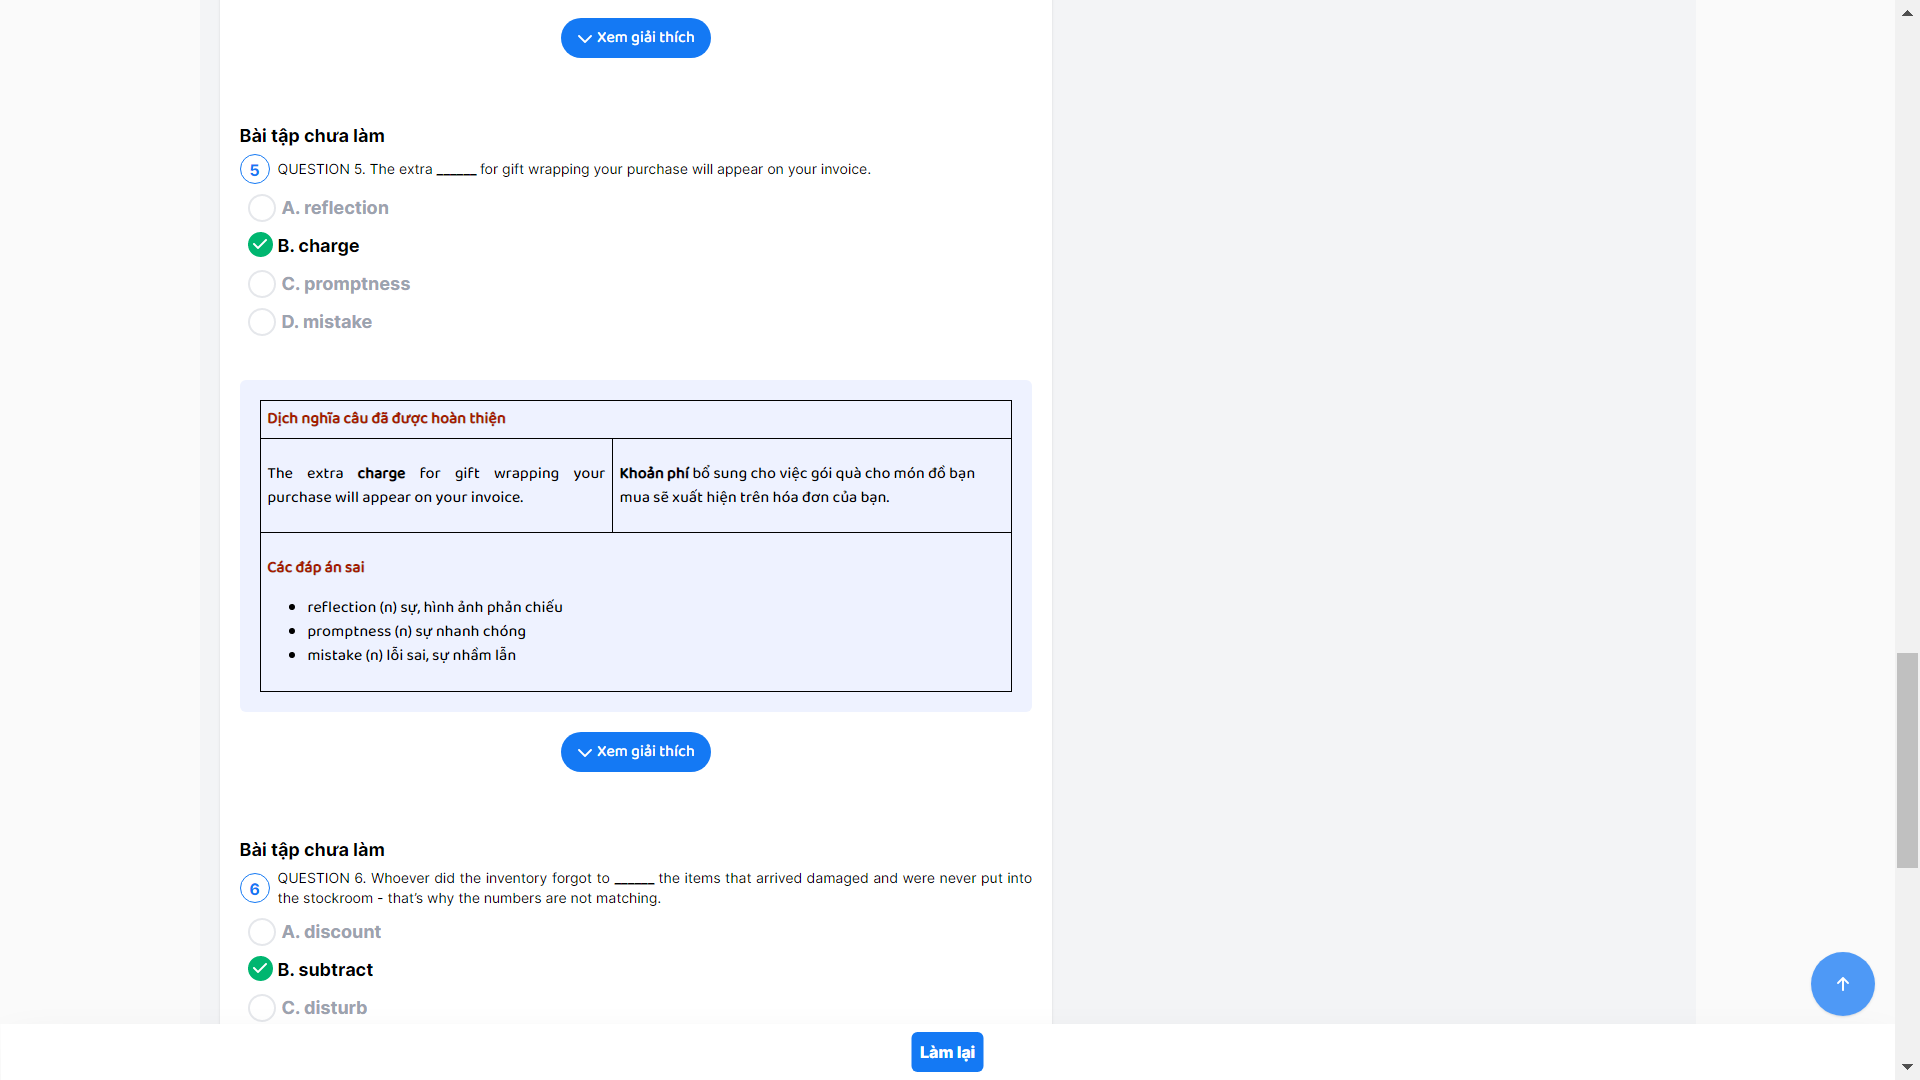 Xem giải thích
Bài tập chưa làm
5 QUESTION 5. The extra ______ for gift wrapping your purchase will appear on your invoice.
A. reflection
B. charge
C. promptness
D. mistake
Dịch nghĩa câu đã được hoàn thiện
The extra charge for gift wrapping your
purchase will appear on your invoice.
Khoản phí bổ sung cho việc gói quà cho món đồ bạn
mua sẽ xuất hiện trên hóa đơn của bạn.
Các đáp án sai
reflection (n) sự, hình ảnh phản chiếu
promptness (n) sự nhanh chóng
mistake (n) lỗi sai, sự nhầm lẫn
Xem giải thích
Bài tập chưa làm
6 QUESTION 6. Whoever did the inventory forgot to ______ the items that arrived damaged and were never put into
the stockroom - that’s why the numbers are not matching.
A. discount
B. subtract
C. disturb
Làm lại